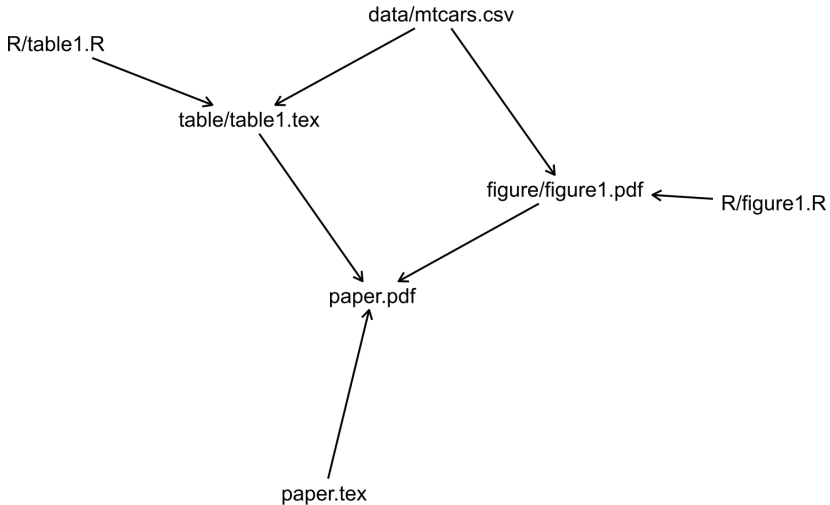 data/mtcars.csv
R/table1.R
table/table1.tex
figure/figure1.pdf
R/figure1.R
paper.pdf
paper.tex